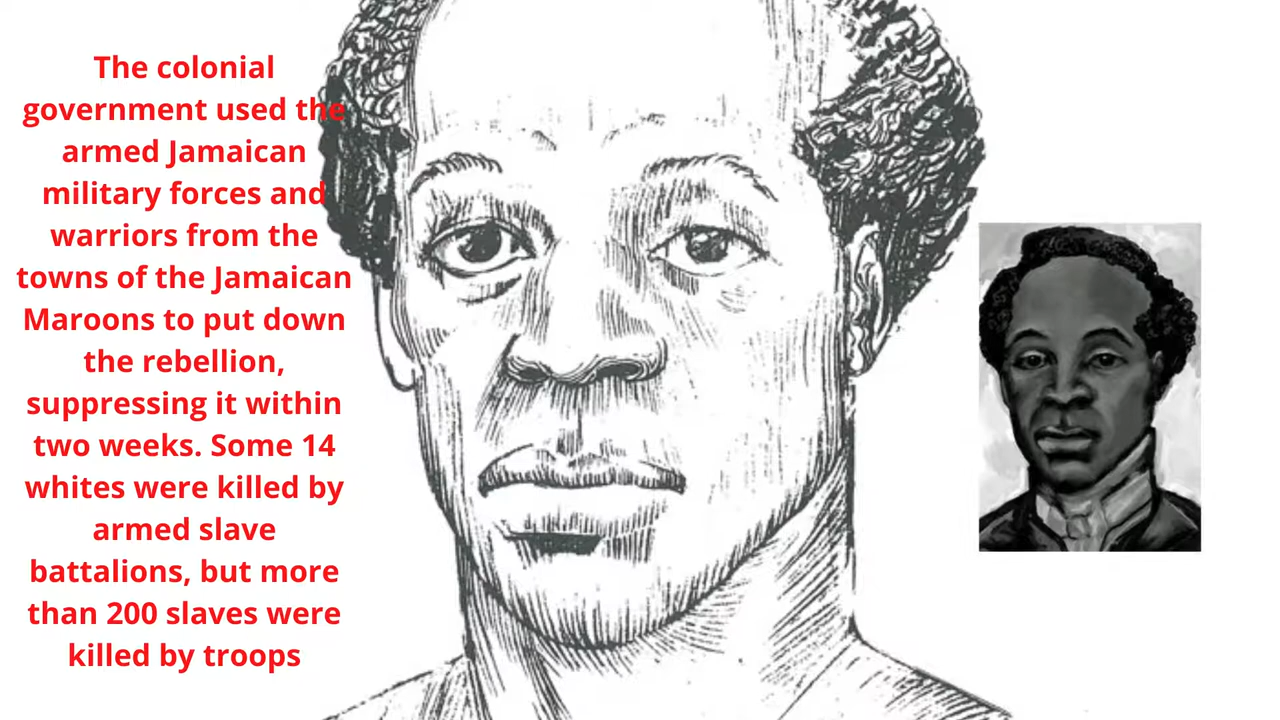 The colonial
government used the
armed Jamaican
military forces and
warriors from the
towns of the Jamaican
Maroons to put down
the rebellion,
suppressing it within
two weeks. Some 14
whites were killed by
armed slave
battalions, but more
than 200 slaves were
killed by troops